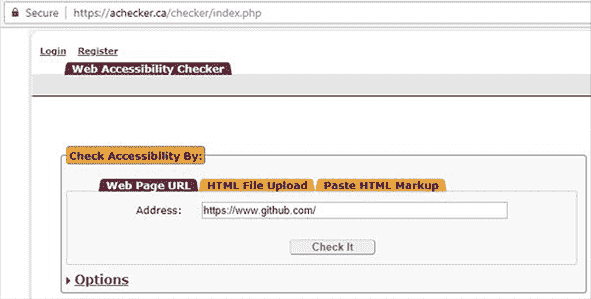 Secure https://achecker.ca/checker/index.php
Login Register
Web Accessibility Checker
Check Accessibility By:
Web Page URL HTML File Upload Paste HTML Markup
Address: https://www.github.com/
Check It
Options